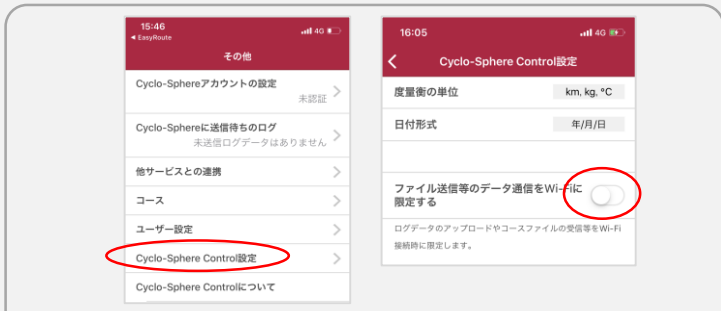 15:46
4G
◀ EasyRoute
その他
Cyclo-Sphereアカウントの設定
未認証
Cyclo-Sphereに送信待ちのログ
未送信ログデータはありません
他サービスとの連携
コース
ユーザー設定
Cyclo-Sphere Control設定
Cyclo-Sphere Controlについて
16:05
4G
Cyclo-Sphere Control設定
度量衡の単位
km, kg, °C
日付形式
年/月/日
ファイル送信等のデータ通信をWi-Fiに
限定する
ログデータのアップロードやコースファイルの受信等をWi-Fi
接続時に限定します。